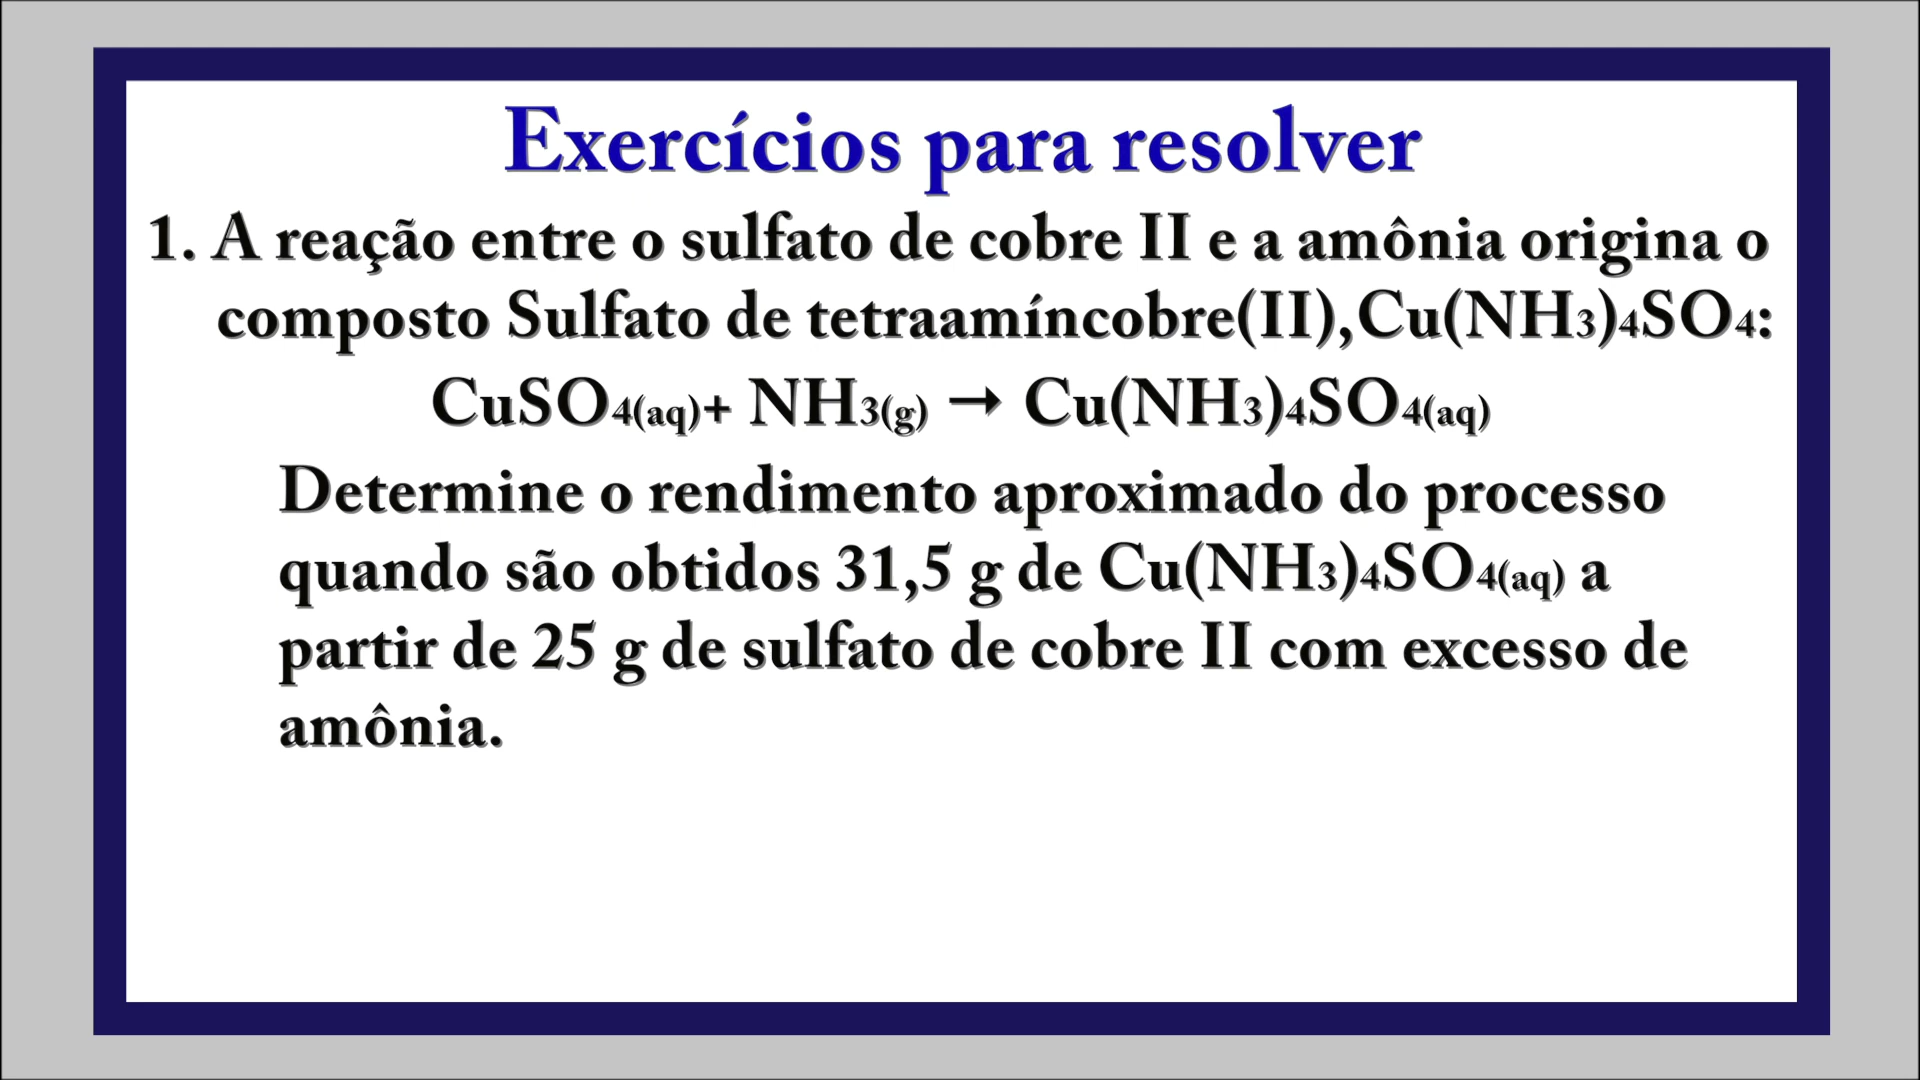 Exercícios para resolver
1. A reação entre o sulfato de cobre II e a amônia origina o
composto Sulfato de tetraamíncobre(II),Cu(NH3)4SO4:
CuSO4(aq)+ NH3(g) → Cu(NH3)4SO4(aq)
Determine o rendimento aproximado do processo
quando são obtidos 31,5 g de Cu(NH3)4SO4(aq) a
partir de 25 g de sulfato de cobre II com excesso de
amônia.